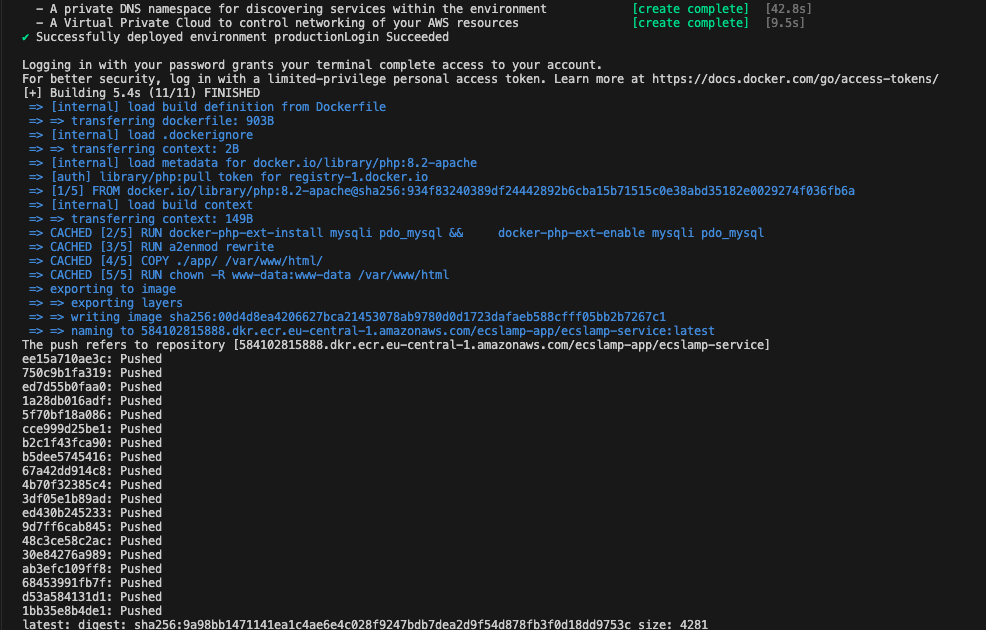 - A private DNS namespace for discovering services within the environment [create complete] [42.8s]
- A Virtual Private Cloud to control networking of your AWS resources [create complete] [9.5s]
✔ Successfully deployed environment productionLogin Succeeded
Logging in with your password grants your terminal complete access to your account.
For better security, log in with a limited-privilege personal access token. Learn more at https://docs.docker.com/go/access-tokens/
[+] Building 5.4s (11/11) FINISHED
=> [internal] load build definition from Dockerfile
=> => transferring dockerfile: 903B
=> [internal] load .dockerignore
=> => transferring context: 2B
=> [internal] load metadata for docker.io/library/php:8.2-apache
=> [auth] library/php:pull token for registry-1.docker.io
=> [1/5] FROM docker.io/library/php:8.2-apache@sha256:934f83240389df24442892b6cba15b71515c0e38abd35182e0029274f036fb6a
=> [internal] load build context
=> => transferring context: 149B
=> CACHED [2/5] RUN docker-php-ext-install mysqli pdo_mysql &&     docker-php-ext-enable mysqli pdo_mysql
=> CACHED [3/5] RUN a2enmod rewrite
=> CACHED [4/5] COPY ./app/ /var/www/html/
=> CACHED [5/5] RUN chown -R www-data:www-data /var/www/html
=> exporting to image
=> => exporting layers
=> => writing image sha256:00d4d8ea4206627bca21453078ab9780d0d1723dafaeb588cfff05bb2b7267c1
=> => naming to 584102815888.dkr.ecr.eu-central-1.amazonaws.com/ecslamp-app/ecslamp-service:latest
The push refers to repository [584102815888.dkr.ecr.eu-central-1.amazonaws.com/ecslamp-app/ecslamp-service]
ee15a710ae3c: Pushed
750c9b1fa319: Pushed
ed7d55b0faa0: Pushed
1a28db016adf: Pushed
5f70bf18a086: Pushed
cce999d25be1: Pushed
b2c1f43fca90: Pushed
b5dee5745416: Pushed
67a42dd914c8: Pushed
4b70f32385c4: Pushed
3df05e1b89ad: Pushed
ed430b245233: Pushed
9d7ff6cab845: Pushed
48c3ce58c2ac: Pushed
30e84276a989: Pushed
ab3efc109ff8: Pushed
68453991fb7f: Pushed
d53a584131d1: Pushed
1bb35e8b4de1: Pushed
latest: digest: sha256:9a98bb1471141ea1c4ae6e4c028f9247bdb7dea2d9f54d878fb3f0d18dd9753c size: 4281